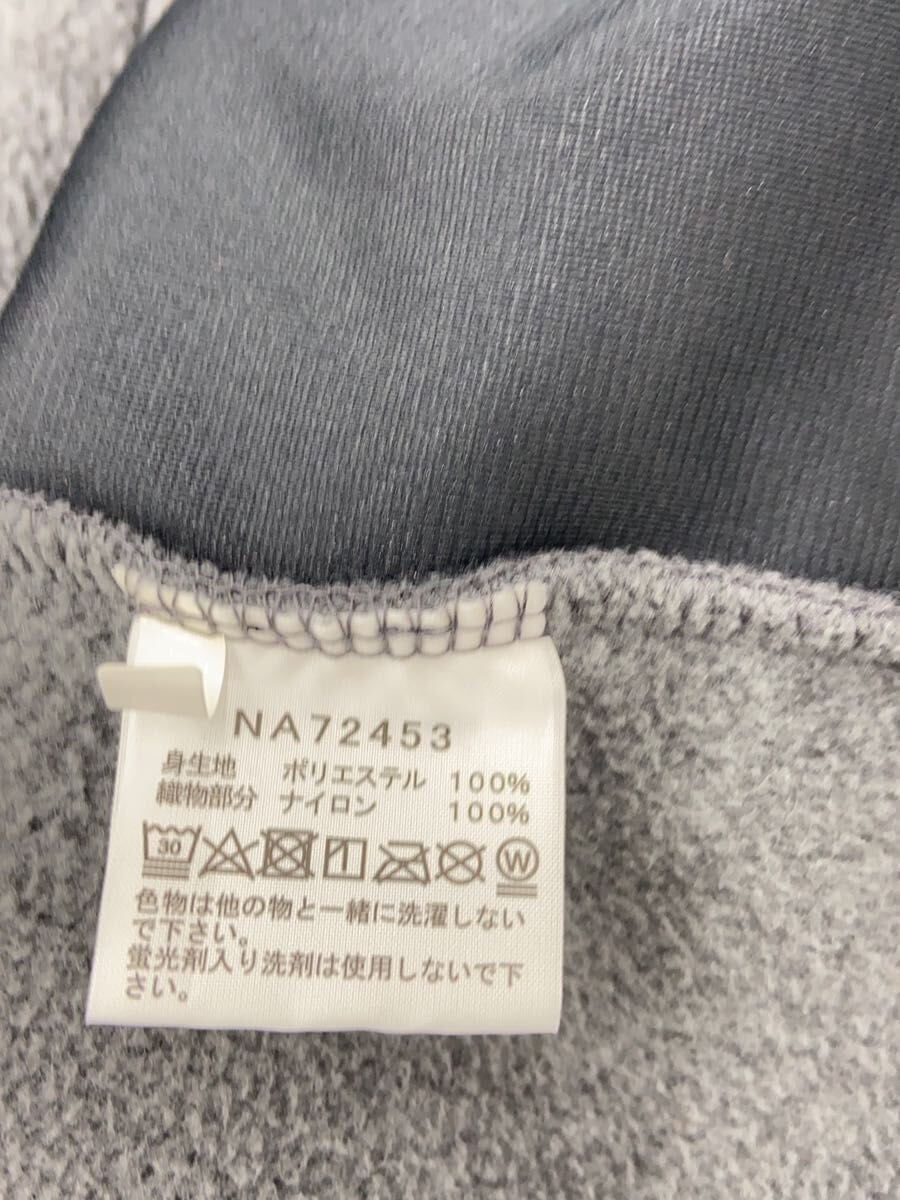 NA72453
身生地 ポリエステル 100%
織物部分 ナイロン 100%
30 W
色物は他の物と一緒に洗濯しない
で下さい。
蛍光剤入り洗剤は使用しないで下
さい。